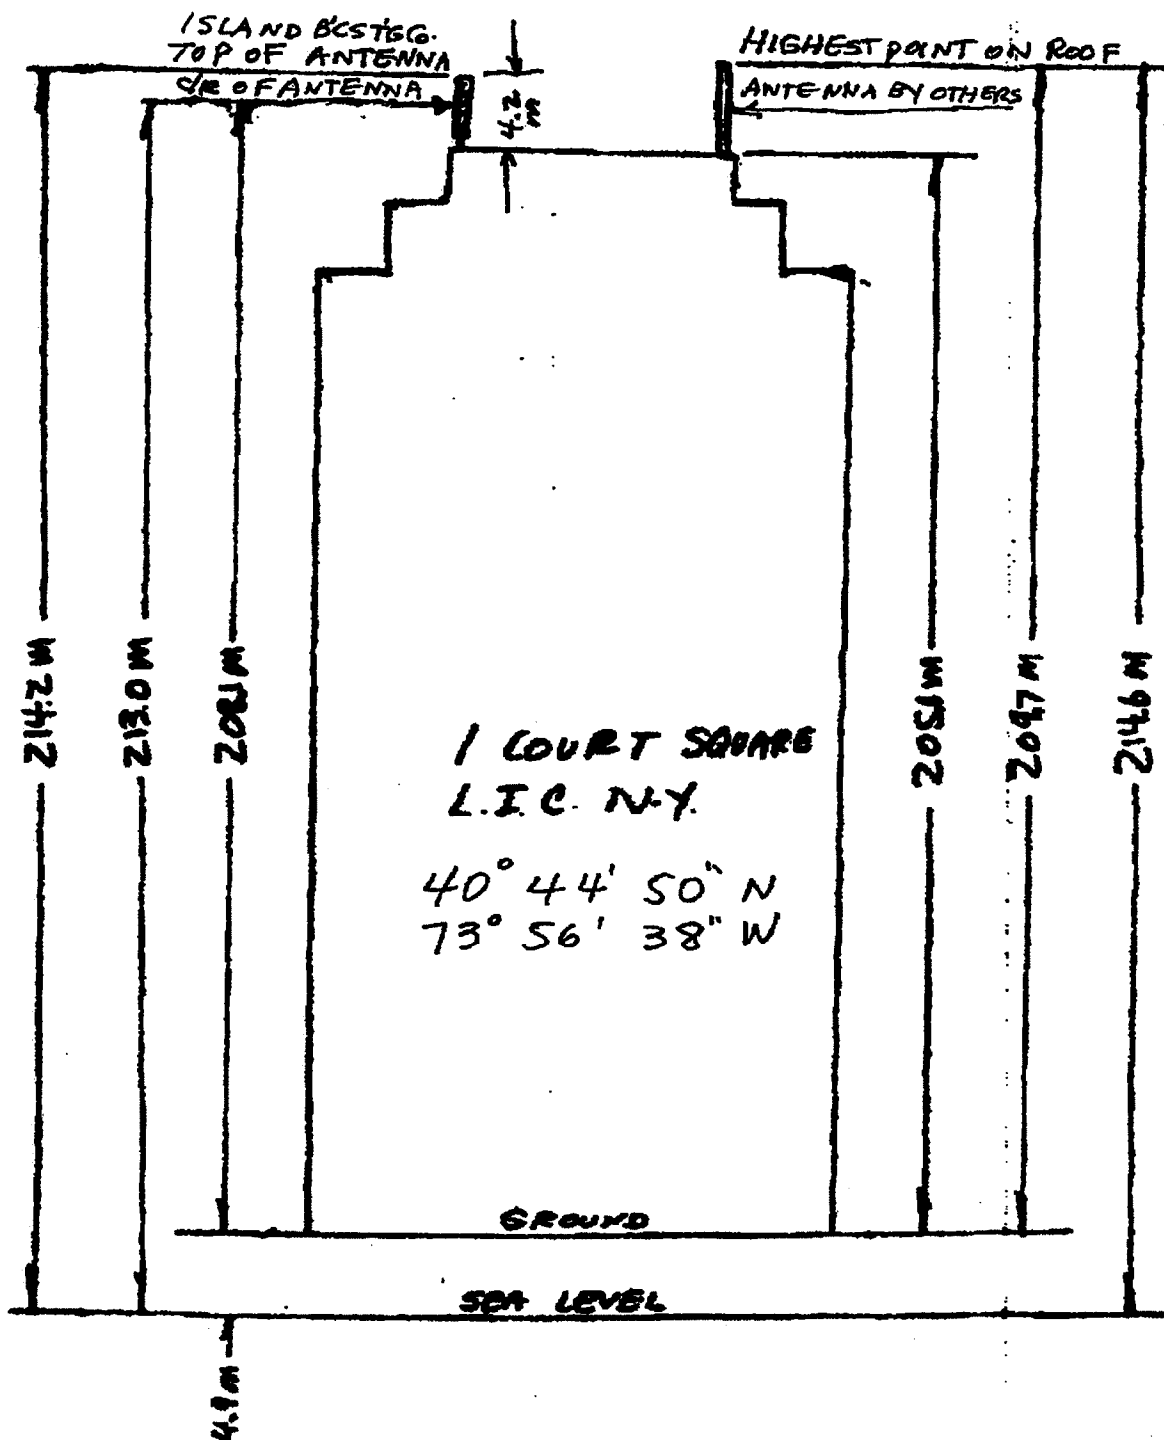 ISLAND B'CSTG'G.
TOP OF ANTENNA
C/R OF ANTENNA
4.2
m
HIGHEST POINT ON ROOF
ANTENNA BY OTHERS
214.2 M
213.0 M
208.1 M
205.1 M
209.7 M
214.6 M
1 COURT SQUARE
L.I.C. N.Y.
40° 44' 50" N
73° 56' 38" W
GROUND
SEA LEVEL
4.9 m